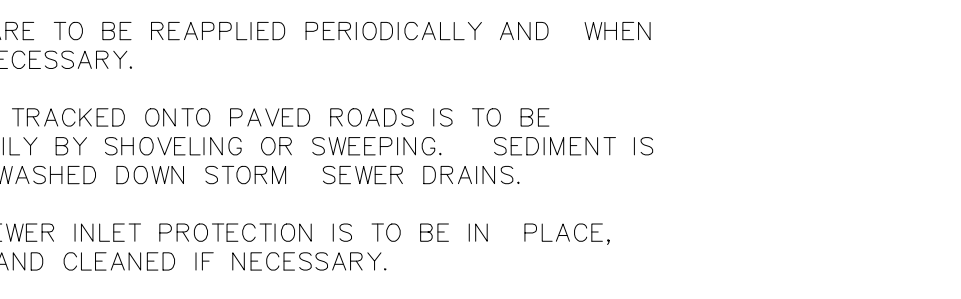 ARE TO BE REAPPLIED PERIODICALLY AND WHEN
ECESSARY.
TRACKED ONTO PAVED ROADS IS TO BE
ILY BY SHOVELING OR SWEEPING. SEDIMENT IS
WASHED DOWN STORM SEWER DRAINS.
EWER INLET PROTECTION IS TO BE IN PLACE,
AND CLEANED IF NECESSARY.